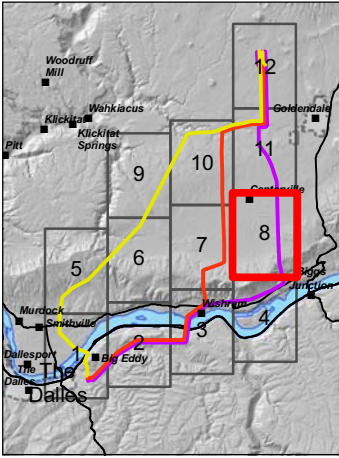 Woodruff
Mill
12
Wahkiacus
Goldendale
Klickitat
Klickitat
Springs
Pitt
11
10
9
Centerville
8
7
6
5
Biggs
Junction
Wishram
Murdock
Smithville
4
3
2
1
Big Eddy
Dallesport
The
Dalles
The
Dalles